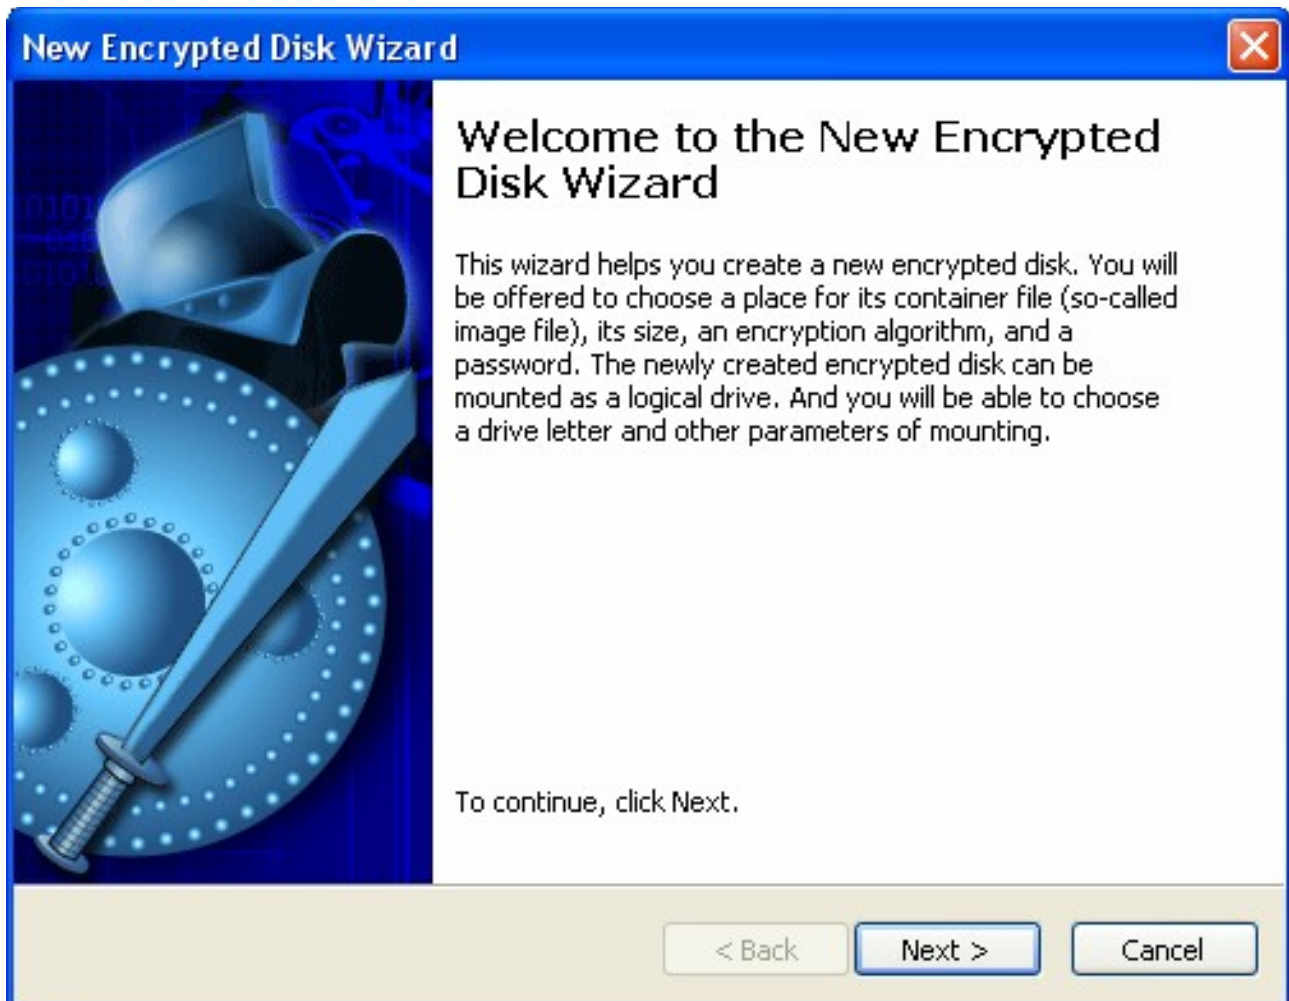 New Encrypted Disk Wizard
Welcome to the New Encrypted
Disk Wizard
This wizard helps you create a new encrypted disk. You will
be offered to choose a place for its container file (so-called
image file), its size, an encryption algorithm, and a
password. The newly created encrypted disk can be
mounted as a logical drive. And you will be able to choose
a drive letter and other parameters of mounting.
To continue, click Next.
< Back
Next >
Cancel